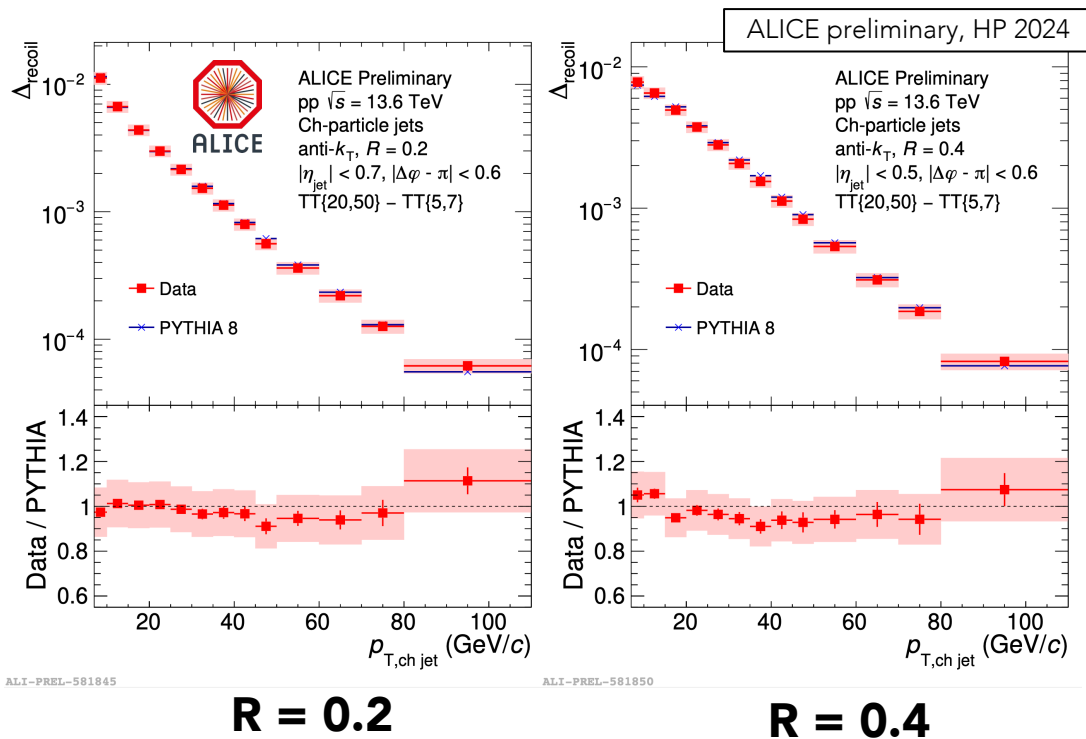 ALICE preliminary, HP 2024
Δrecoil
10⁻²
10⁻³
10⁻⁴
ALICE
ALICE Preliminary
pp √s = 13.6 TeV
Ch-particle jets
anti-kT, R = 0.2
|ηjet| < 0.7, |Δφ - π| < 0.6
TT{20,50} − TT{5,7}
Data
PYTHIA 8
Data / PYTHIA
1.4
1.2
1
0.8
0.6
20 40 60 80 100
pT,ch jet (GeV/c)
ALI-PREL-581845
R = 0.2
Δrecoil
10⁻²
10⁻³
10⁻⁴
ALICE Preliminary
pp √s = 13.6 TeV
Ch-particle jets
anti-kT, R = 0.4
|ηjet| < 0.5, |Δφ - π| < 0.6
TT{20,50} − TT{5,7}
Data
PYTHIA 8
Data / PYTHIA
1.4
1.2
1
0.8
0.6
20 40 60 80 100
pT,ch jet (GeV/c)
ALI-PREL-581850
R = 0.4